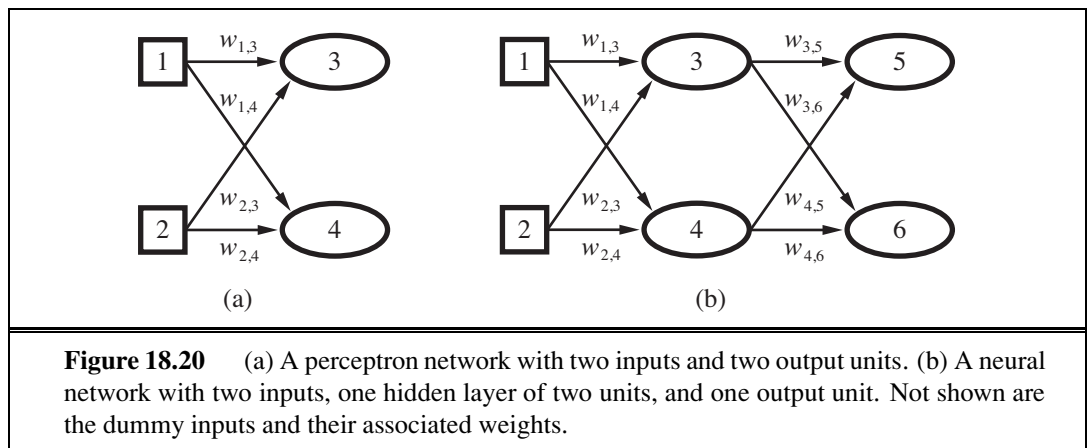 1 w1,3 3
w1,4
2 w2,3 4
w2,4
(a)
1 w1,3 3 w3,5 5
w1,4 w3,6
2 w2,3 4 w4,5 6
w2,4 w4,6
(b)
Figure 18.20 (a) A perceptron network with two inputs and two output units. (b) A neural
network with two inputs, one hidden layer of two units, and one output unit. Not shown are
the dummy inputs and their associated weights.